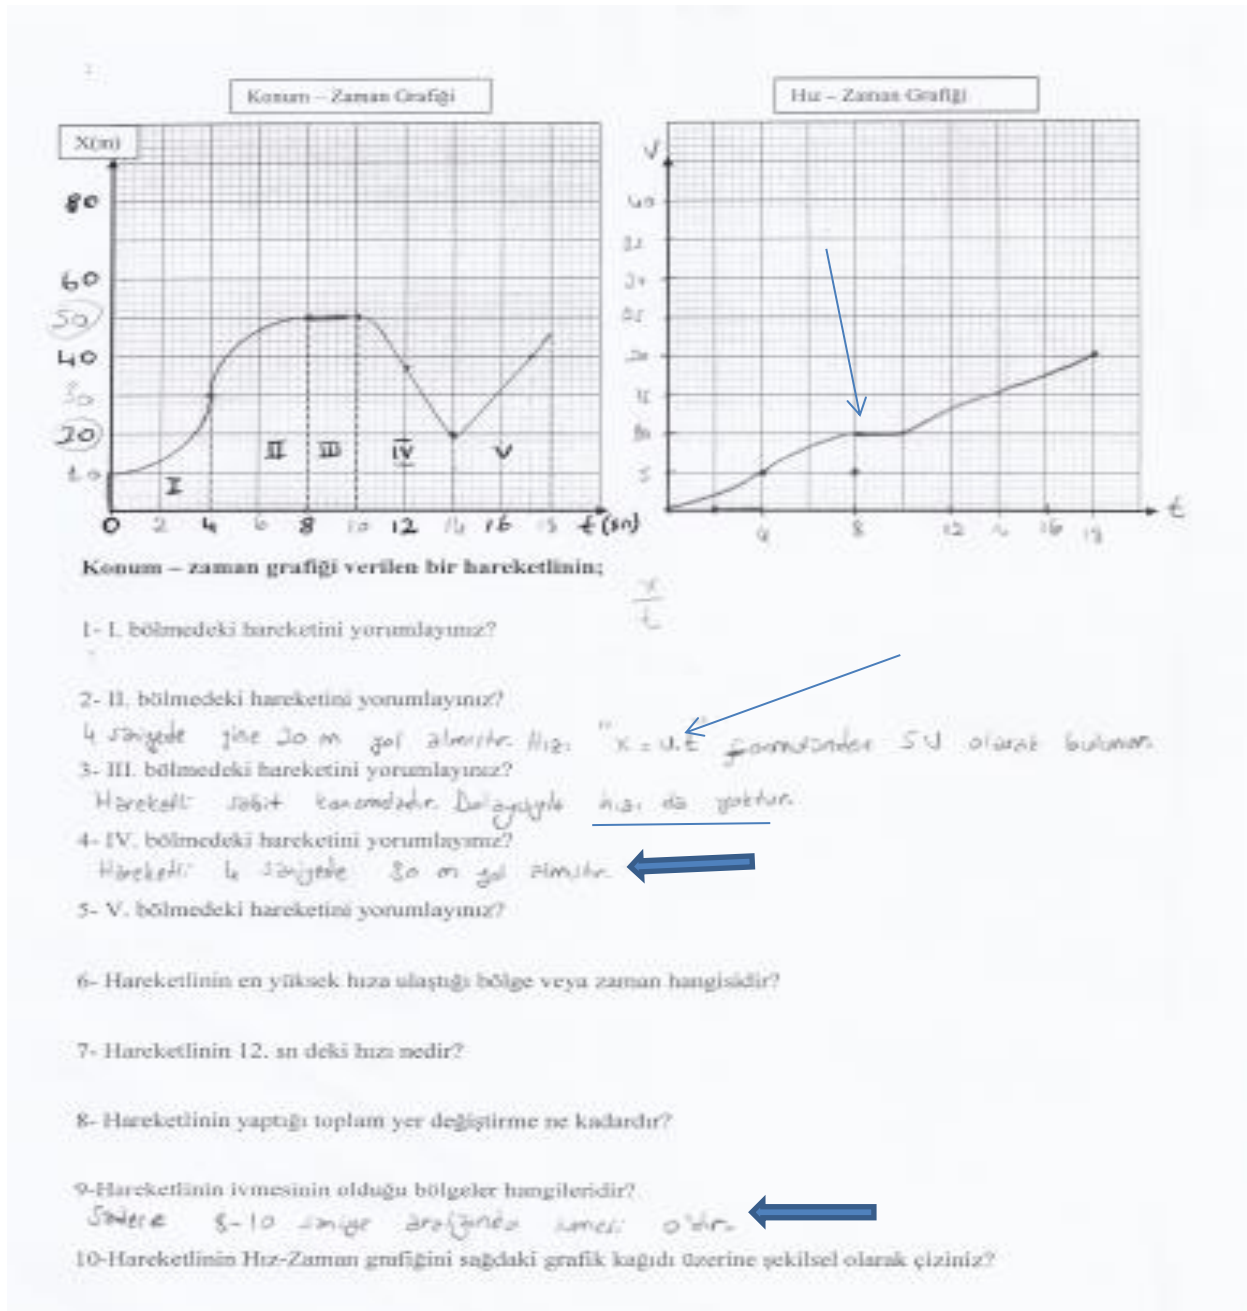 Konum – Zaman Grafiği
Hız – Zaman Grafiği
X(m)
80
60
50
40
30
20
10
I
II
III
IV
V
0 2 4 6 8 10 12 14 16 18 t (sn)
V
40
35
30
25
20
15
10
5
4 8 12 14 16 18 t
Konum – zaman grafiği verilen bir hareketlinin;
x
t
1- I. bölmedeki hareketini yorumlayınız?
2- II. bölmedeki hareketini yorumlayınız?
4 saniyede yine 20 m yol almıştır. Hızı "x = v.t" formülünden 5V olarak bulunur.
3- III. bölmedeki hareketini yorumlayınız?
Hareketli sabit konumdadır. Dolayısıyla hızı da yoktur.
4- IV. bölmedeki hareketini yorumlayınız?
Hareketli 4 saniyede 30 m yol almıştır.
5- V. bölmedeki hareketini yorumlayınız?
6- Hareketlinin en yüksek hıza ulaştığı bölge veya zaman hangisidir?
7- Hareketlinin 12. sn deki hızı nedir?
8- Hareketlinin yaptığı toplam yer değiştirme ne kadardır?
9-Hareketlinin ivmesinin olduğu bölgeler hangileridir?
Sadece 8-10 saniye aralığında ivmesi 0'dır.
10-Hareketlinin Hız-Zaman grafiğini sağdaki grafik kağıdı üzerine şekilsel olarak çiziniz?